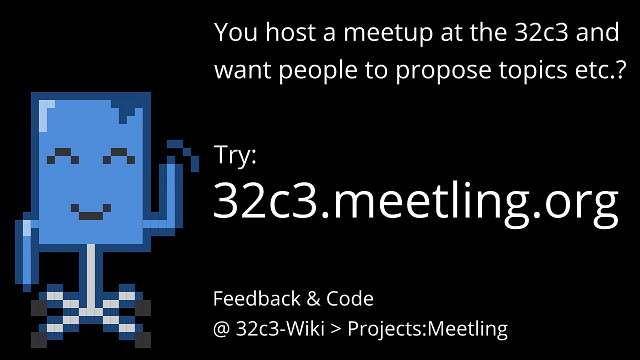 You host a meetup at the 32c3 and
want people to propose topics etc.?
Try:
32c3.meetling.org
Feedback & Code
@ 32c3-Wiki > Projects:Meetling